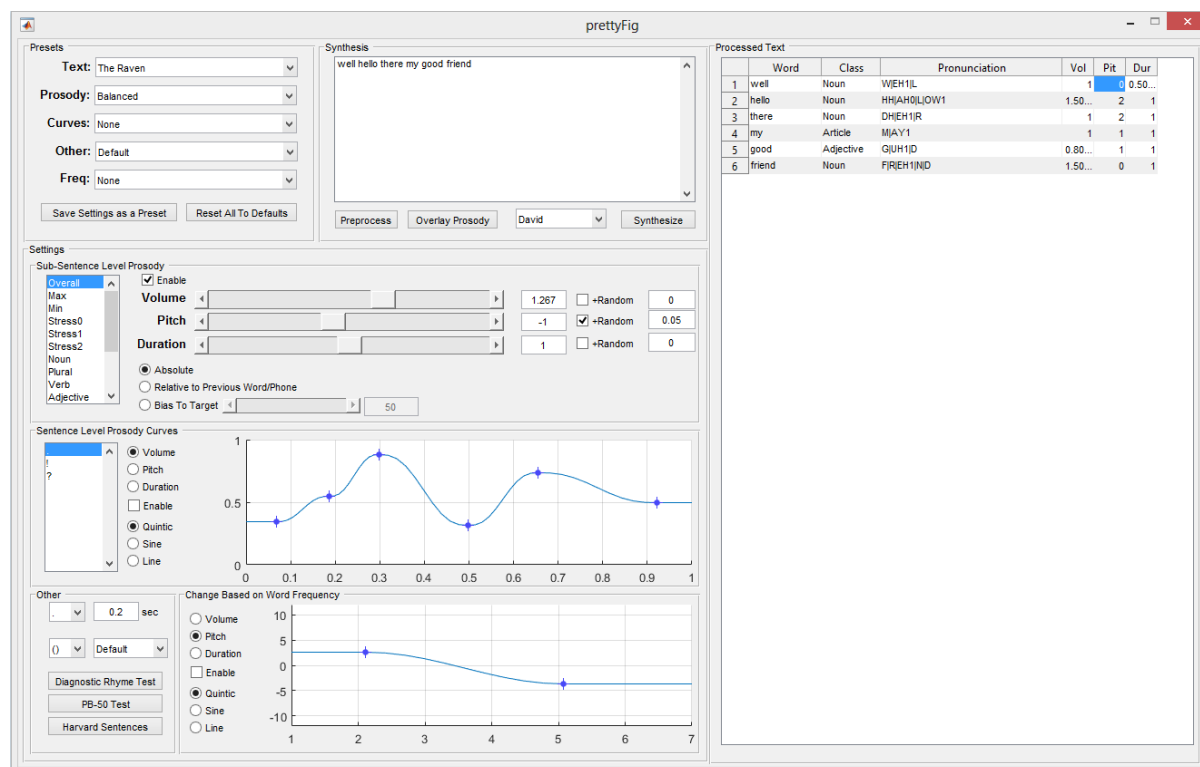 prettyFig
Presets
Text: The Raven
Prosody: Balanced
Curves: None
Other: Default
Freq: None
Save Settings as a Preset Reset All To Defaults
Synthesis
well hello there my good friend
Preprocess Overlay Prosody David Synthesize
Processed Text
Word Class Pronunciation Vol Pit Dur
1 well Noun W|EH1|L 1 0 0.50...
2 hello Noun HH|AH0|L|OW1 1.50... 2 1
3 there Noun DH|EH1|R 1 2 1
4 my Article M|AY1 1 1 1
5 good Adjective G|UH1|D 0.80... 1 1
6 friend Noun F|R|EH1|N|D 1.50... 0 1
Settings
Sub-Sentence Level Prosody
Overall
Max
Min
Stress0
Stress1
Stress2
Noun
Plural
Verb
Adjective
Enable
Volume 1.267 +Random 0
Pitch -1 +Random 0.05
Duration 1 +Random 0
Absolute
Relative to Previous Word/Phone
Bias To Target 50
Sentence Level Prosody Curves
.
!
?
Volume
Pitch
Duration
Enable
Quintic
Sine
Line
1
0.5
0
0 0.1 0.2 0.3 0.4 0.5 0.6 0.7 0.8 0.9 1
Other
. 0.2 sec
() Default
Diagnostic Rhyme Test
PB-50 Test
Harvard Sentences
Change Based on Word Frequency
Volume
Pitch
Duration
Enable
Quintic
Sine
Line
10
5
0
-5
-10
1 2 3 4 5 6 7